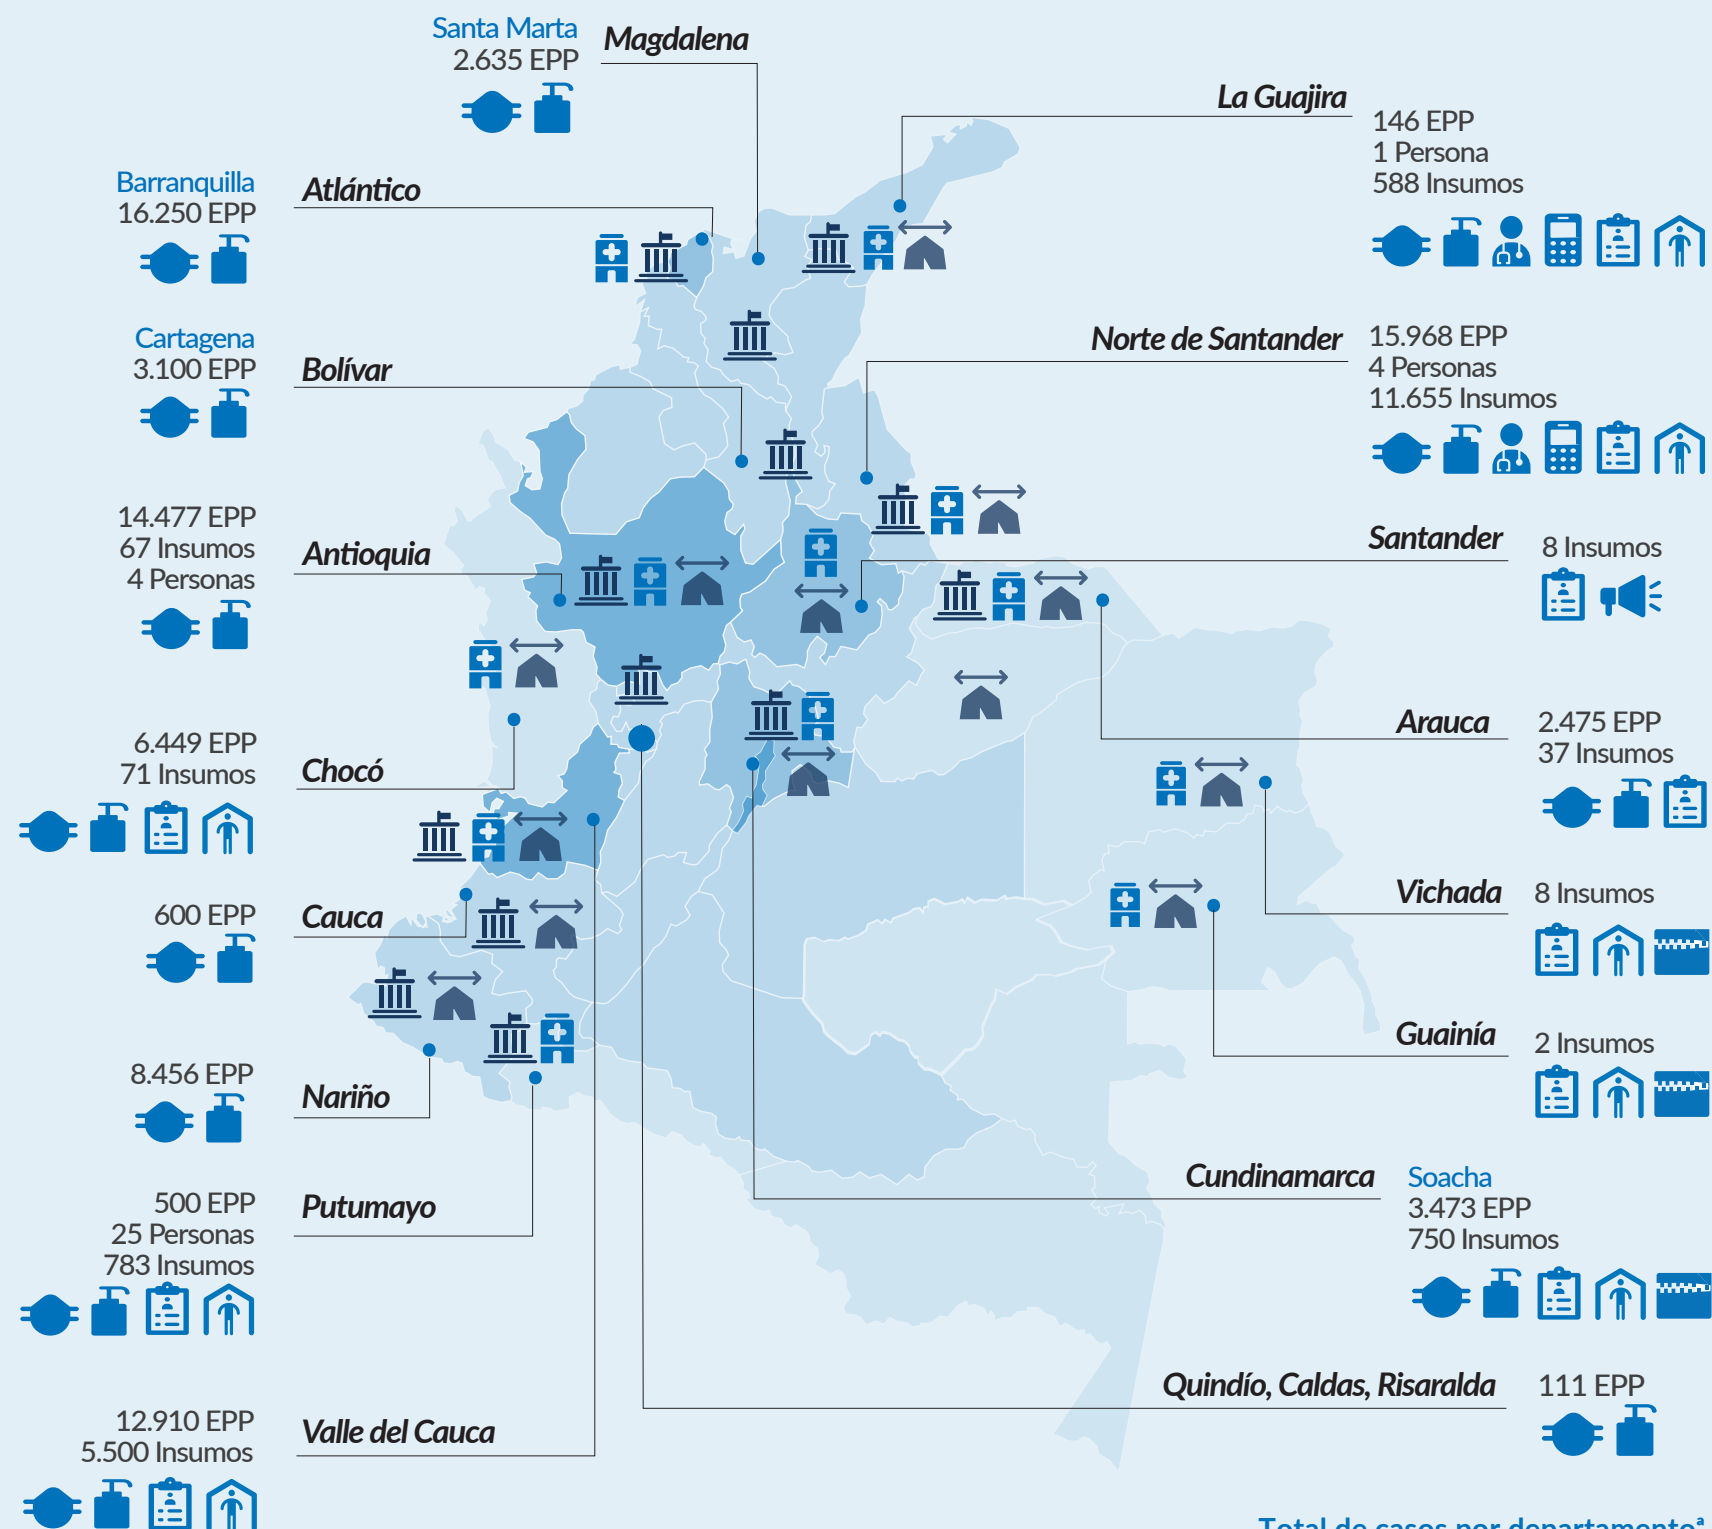 Santa Marta
2.635 EPP
Magdalena
La Guajira
146 EPP
1 Persona
588 Insumos
Barranquilla
16.250 EPP
Atlántico
Cartagena
3.100 EPP
Bolívar
Norte de Santander
15.968 EPP
4 Personas
11.655 Insumos
14.477 EPP
67 Insumos
4 Personas
Antioquia
Santander
8 Insumos
6.449 EPP
71 Insumos
Chocó
Arauca
2.475 EPP
37 Insumos
600 EPP
Cauca
Vichada
8 Insumos
8.456 EPP
Nariño
Guainía
2 Insumos
500 EPP
25 Personas
783 Insumos
Putumayo
Cundinamarca
Soacha
3.473 EPP
750 Insumos
12.910 EPP
5.500 Insumos
Valle del Cauca
Quindío, Caldas, Risaralda
111 EPP
Total de casos por departamentoª